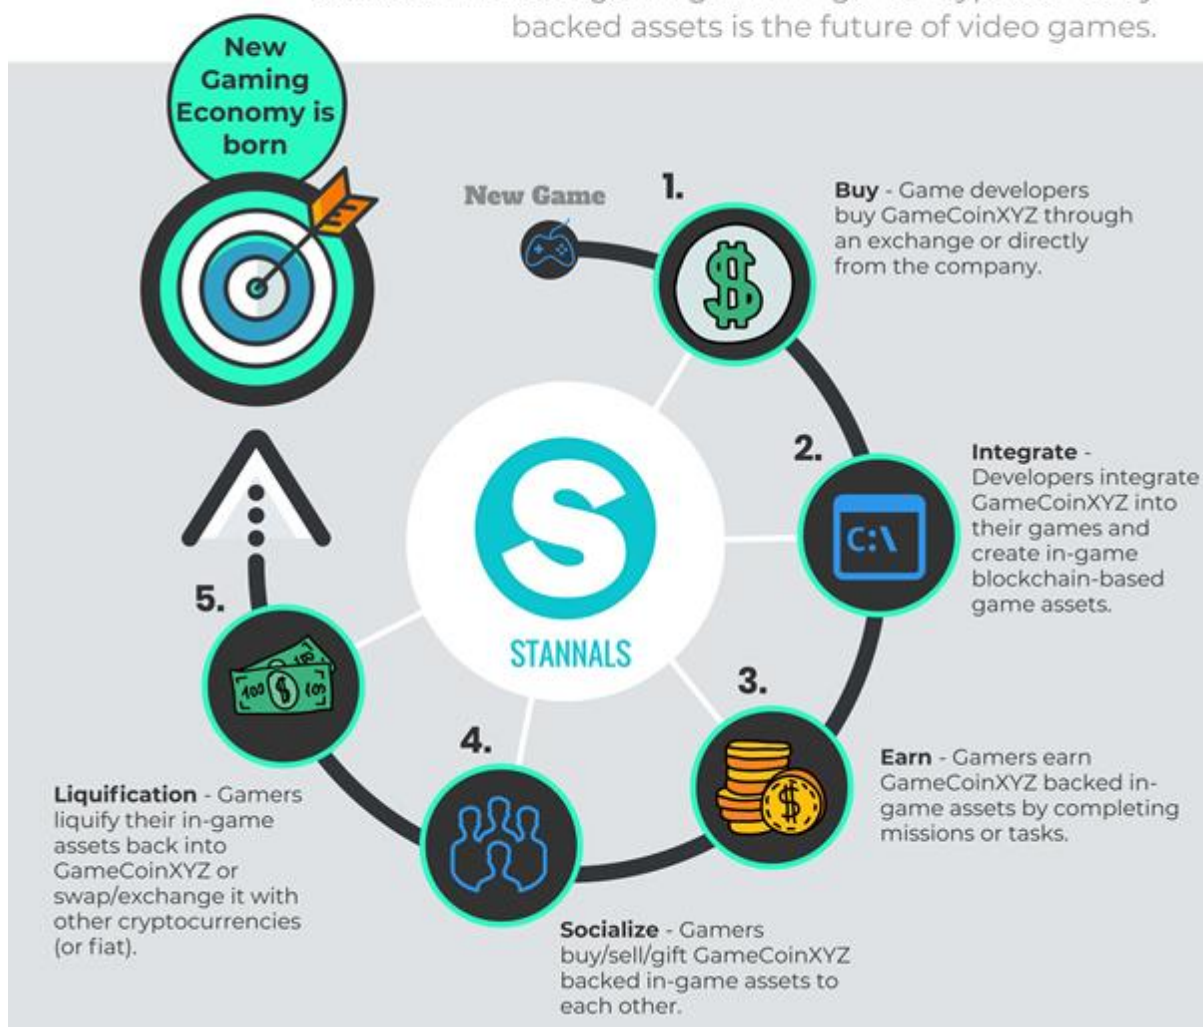 backed assets is the future of video games.
New
Gaming
Economy is
born
New Game
1.
Buy - Game developers
buy GameCoinXYZ through
an exchange or directly
from the company.
2.
C:\
Integrate -
Developers integrate
GameCoinXYZ into
their games and
create in-game
blockchain-based
game assets.
S
STANNALS
3.
Earn - Gamers earn
GameCoinXYZ backed in-
game assets by completing
missions or tasks.
4.
Socialize - Gamers
buy/sell/gift GameCoinXYZ
backed in-game assets to
each other.
5.
100 $ 100
Liquification - Gamers
liquify their in-game
assets back into
GameCoinXYZ or
swap/exchange it with
other cryptocurrencies
(or fiat).